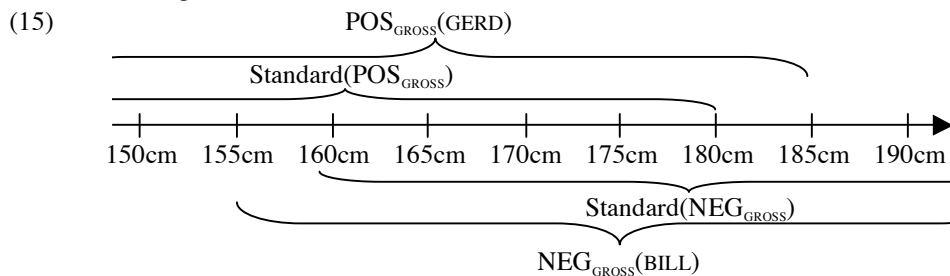 (15) POS_GROSS(GERD)
Standard(POS_GROSS)
150cm 155cm 160cm 165cm 170cm 175cm 180cm 185cm 190cm
Standard(NEG_GROSS)
NEG_GROSS(BILL)